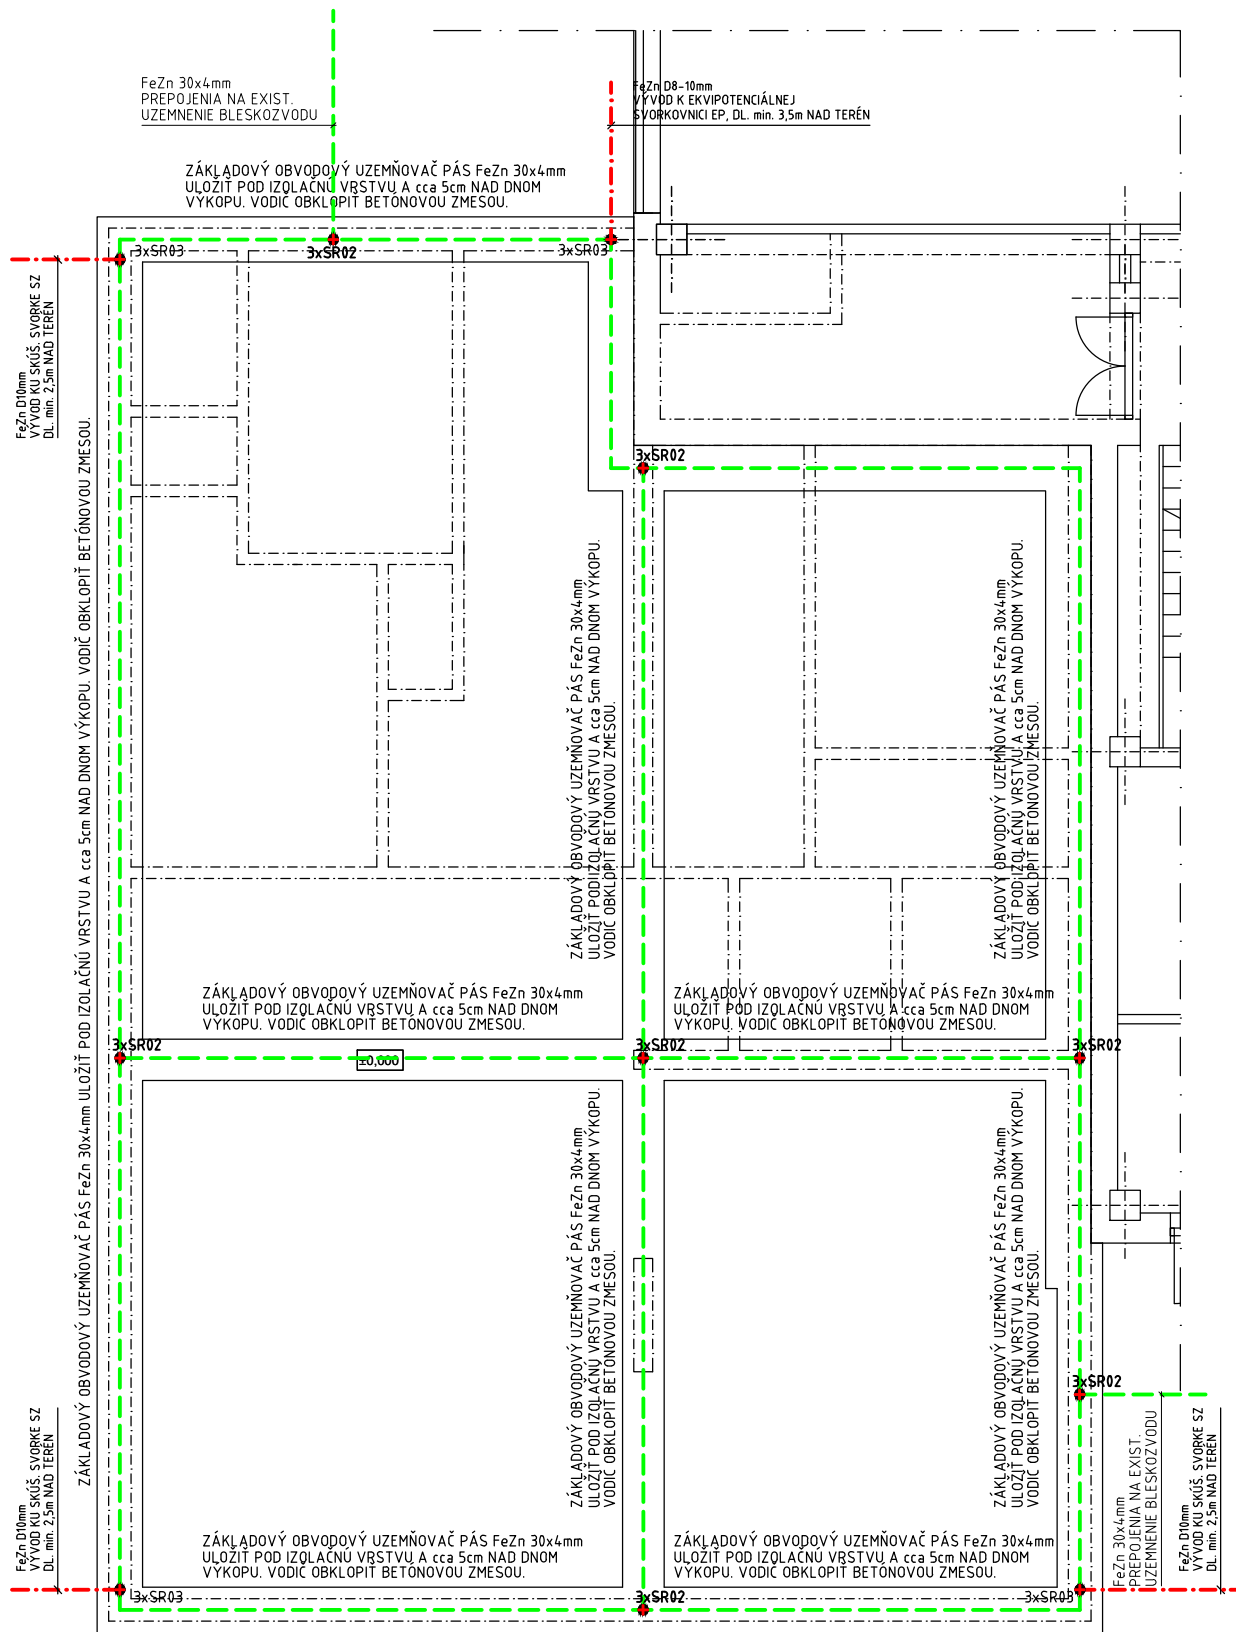 FeZn 30x4mm
PREPOJENIA NA EXIST.
UZEMNENIE BLESKOZVODU
FeZn D8-10mm
VÝVOD K EKVIPOTENCIÁLNEJ
SVORKOVNICI EP, DL. min. 3,5m NAD TERÉN
ZÁKLADOVÝ OBVODOVÝ UZEMŇOVAČ PÁS FeZn 30x4mm
ULOŽIŤ POD IZOLAČNÚ VRSTVU A cca 5cm NAD DNOM
VÝKOPU. VODIČ OBKLOPIŤ BETÓNOVOU ZMESOU.
3xSR03
3xSR02
3xSR03
FeZn D10mm
VÝVOD KU SKÚŠ. SVORKE SZ
DL. min. 2,5m NAD TERÉN
ZÁKLADOVÝ OBVODOVÝ UZEMŇOVAČ PÁS FeZn 30x4mm ULOŽIŤ POD IZOLAČNÚ VRSTVU A cca 5cm NAD DNOM VÝKOPU. VODIČ OBKLOPIŤ BETÓNOVOU ZMESOU.
3xSR02
ZÁKLADOVÝ OBVODOVÝ UZEMŇOVAČ PÁS FeZn 30x4mm
ULOŽIŤ POD IZOLAČNÚ VRSTVU A cca 5cm NAD DNOM VÝKOPU.
VODIČ OBKLOPIŤ BETÓNOVOU ZMESOU.
ZÁKLADOVÝ OBVODOVÝ UZEMŇOVAČ PÁS FeZn 30x4mm
ULOŽIŤ POD IZOLAČNÚ VRSTVU A cca 5cm NAD DNOM VÝKOPU.
VODIČ OBKLOPIŤ BETÓNOVOU ZMESOU.
ZÁKLADOVÝ OBVODOVÝ UZEMŇOVAČ PÁS FeZn 30x4mm
ULOŽIŤ POD IZOLAČNÚ VRSTVU A cca 5cm NAD DNOM
VÝKOPU. VODIČ OBKLOPIŤ BETÓNOVOU ZMESOU.
ZÁKLADOVÝ OBVODOVÝ UZEMŇOVAČ PÁS FeZn 30x4mm
ULOŽIŤ POD IZOLAČNÚ VRSTVU A cca 5cm NAD DNOM
VÝKOPU. VODIČ OBKLOPIŤ BETÓNOVOU ZMESOU.
3xSR02
±0,000
3xSR02
3xSR02
ZÁKLADOVÝ OBVODOVÝ UZEMŇOVAČ PÁS FeZn 30x4mm
ULOŽIŤ POD IZOLAČNÚ VRSTVU A cca 5cm NAD DNOM VÝKOPU.
VODIČ OBKLOPIŤ BETÓNOVOU ZMESOU.
ZÁKLADOVÝ OBVODOVÝ UZEMŇOVAČ PÁS FeZn 30x4mm
ULOŽIŤ POD IZOLAČNÚ VRSTVU A cca 5cm NAD DNOM VÝKOPU.
VODIČ OBKLOPIŤ BETÓNOVOU ZMESOU.
3xSR02
FeZn D10mm
VÝVOD KU SKÚŠ. SVORKE SZ
DL. min. 2,5m NAD TERÉN
FeZn 30x4mm
PREPOJENIA NA EXIST.
UZEMNENIE BLESKOZVODU
FeZn D10mm
VÝVOD KU SKÚŠ. SVORKE SZ
DL. min. 2,5m NAD TERÉN
ZÁKLADOVÝ OBVODOVÝ UZEMŇOVAČ PÁS FeZn 30x4mm
ULOŽIŤ POD IZOLAČNÚ VRSTVU A cca 5cm NAD DNOM
VÝKOPU. VODIČ OBKLOPIŤ BETÓNOVOU ZMESOU.
ZÁKLADOVÝ OBVODOVÝ UZEMŇOVAČ PÁS FeZn 30x4mm
ULOŽIŤ POD IZOLAČNÚ VRSTVU A cca 5cm NAD DNOM
VÝKOPU. VODIČ OBKLOPIŤ BETÓNOVOU ZMESOU.
3xSR03
3xSR02
3xSR03